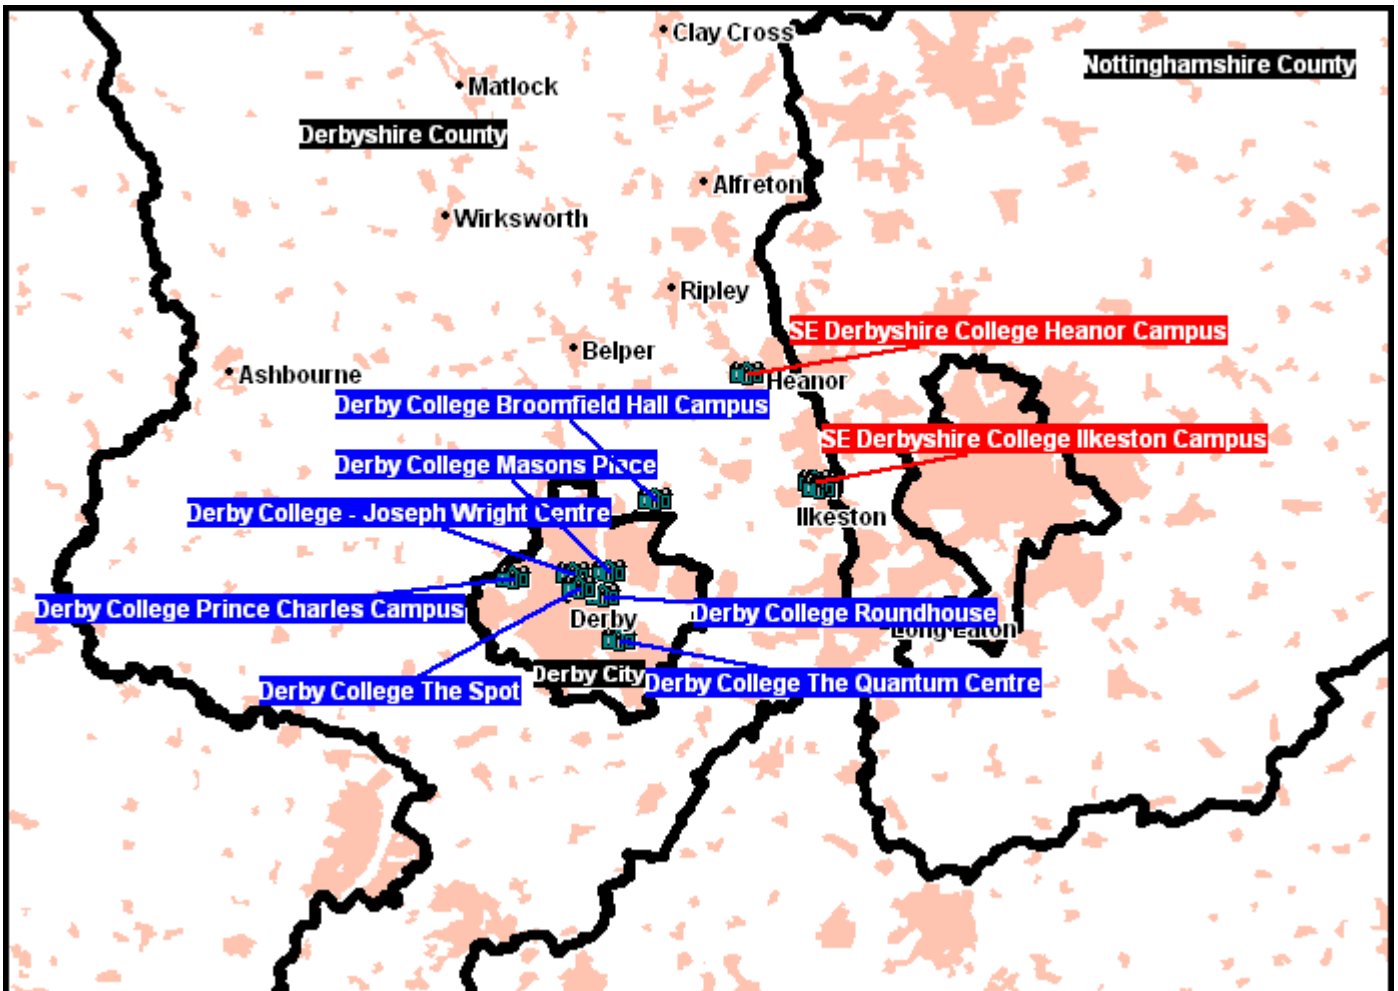 Clay Cross
Nottinghamshire County
Matlock
Derbyshire County
Alfreton
Wirksworth
Ripley
SE Derbyshire College Heanor Campus
Belper
Ashbourne
Heanor
Derby College Broomfield Hall Campus
SE Derbyshire College Ilkeston Campus
Derby College Masons Place
Derby College - Joseph Wright Centre
Ilkeston
Derby College Prince Charles Campus
Derby College Roundhouse
Derby
Long Eaton
Derby City
Derby College The Quantum Centre
Derby College The Spot